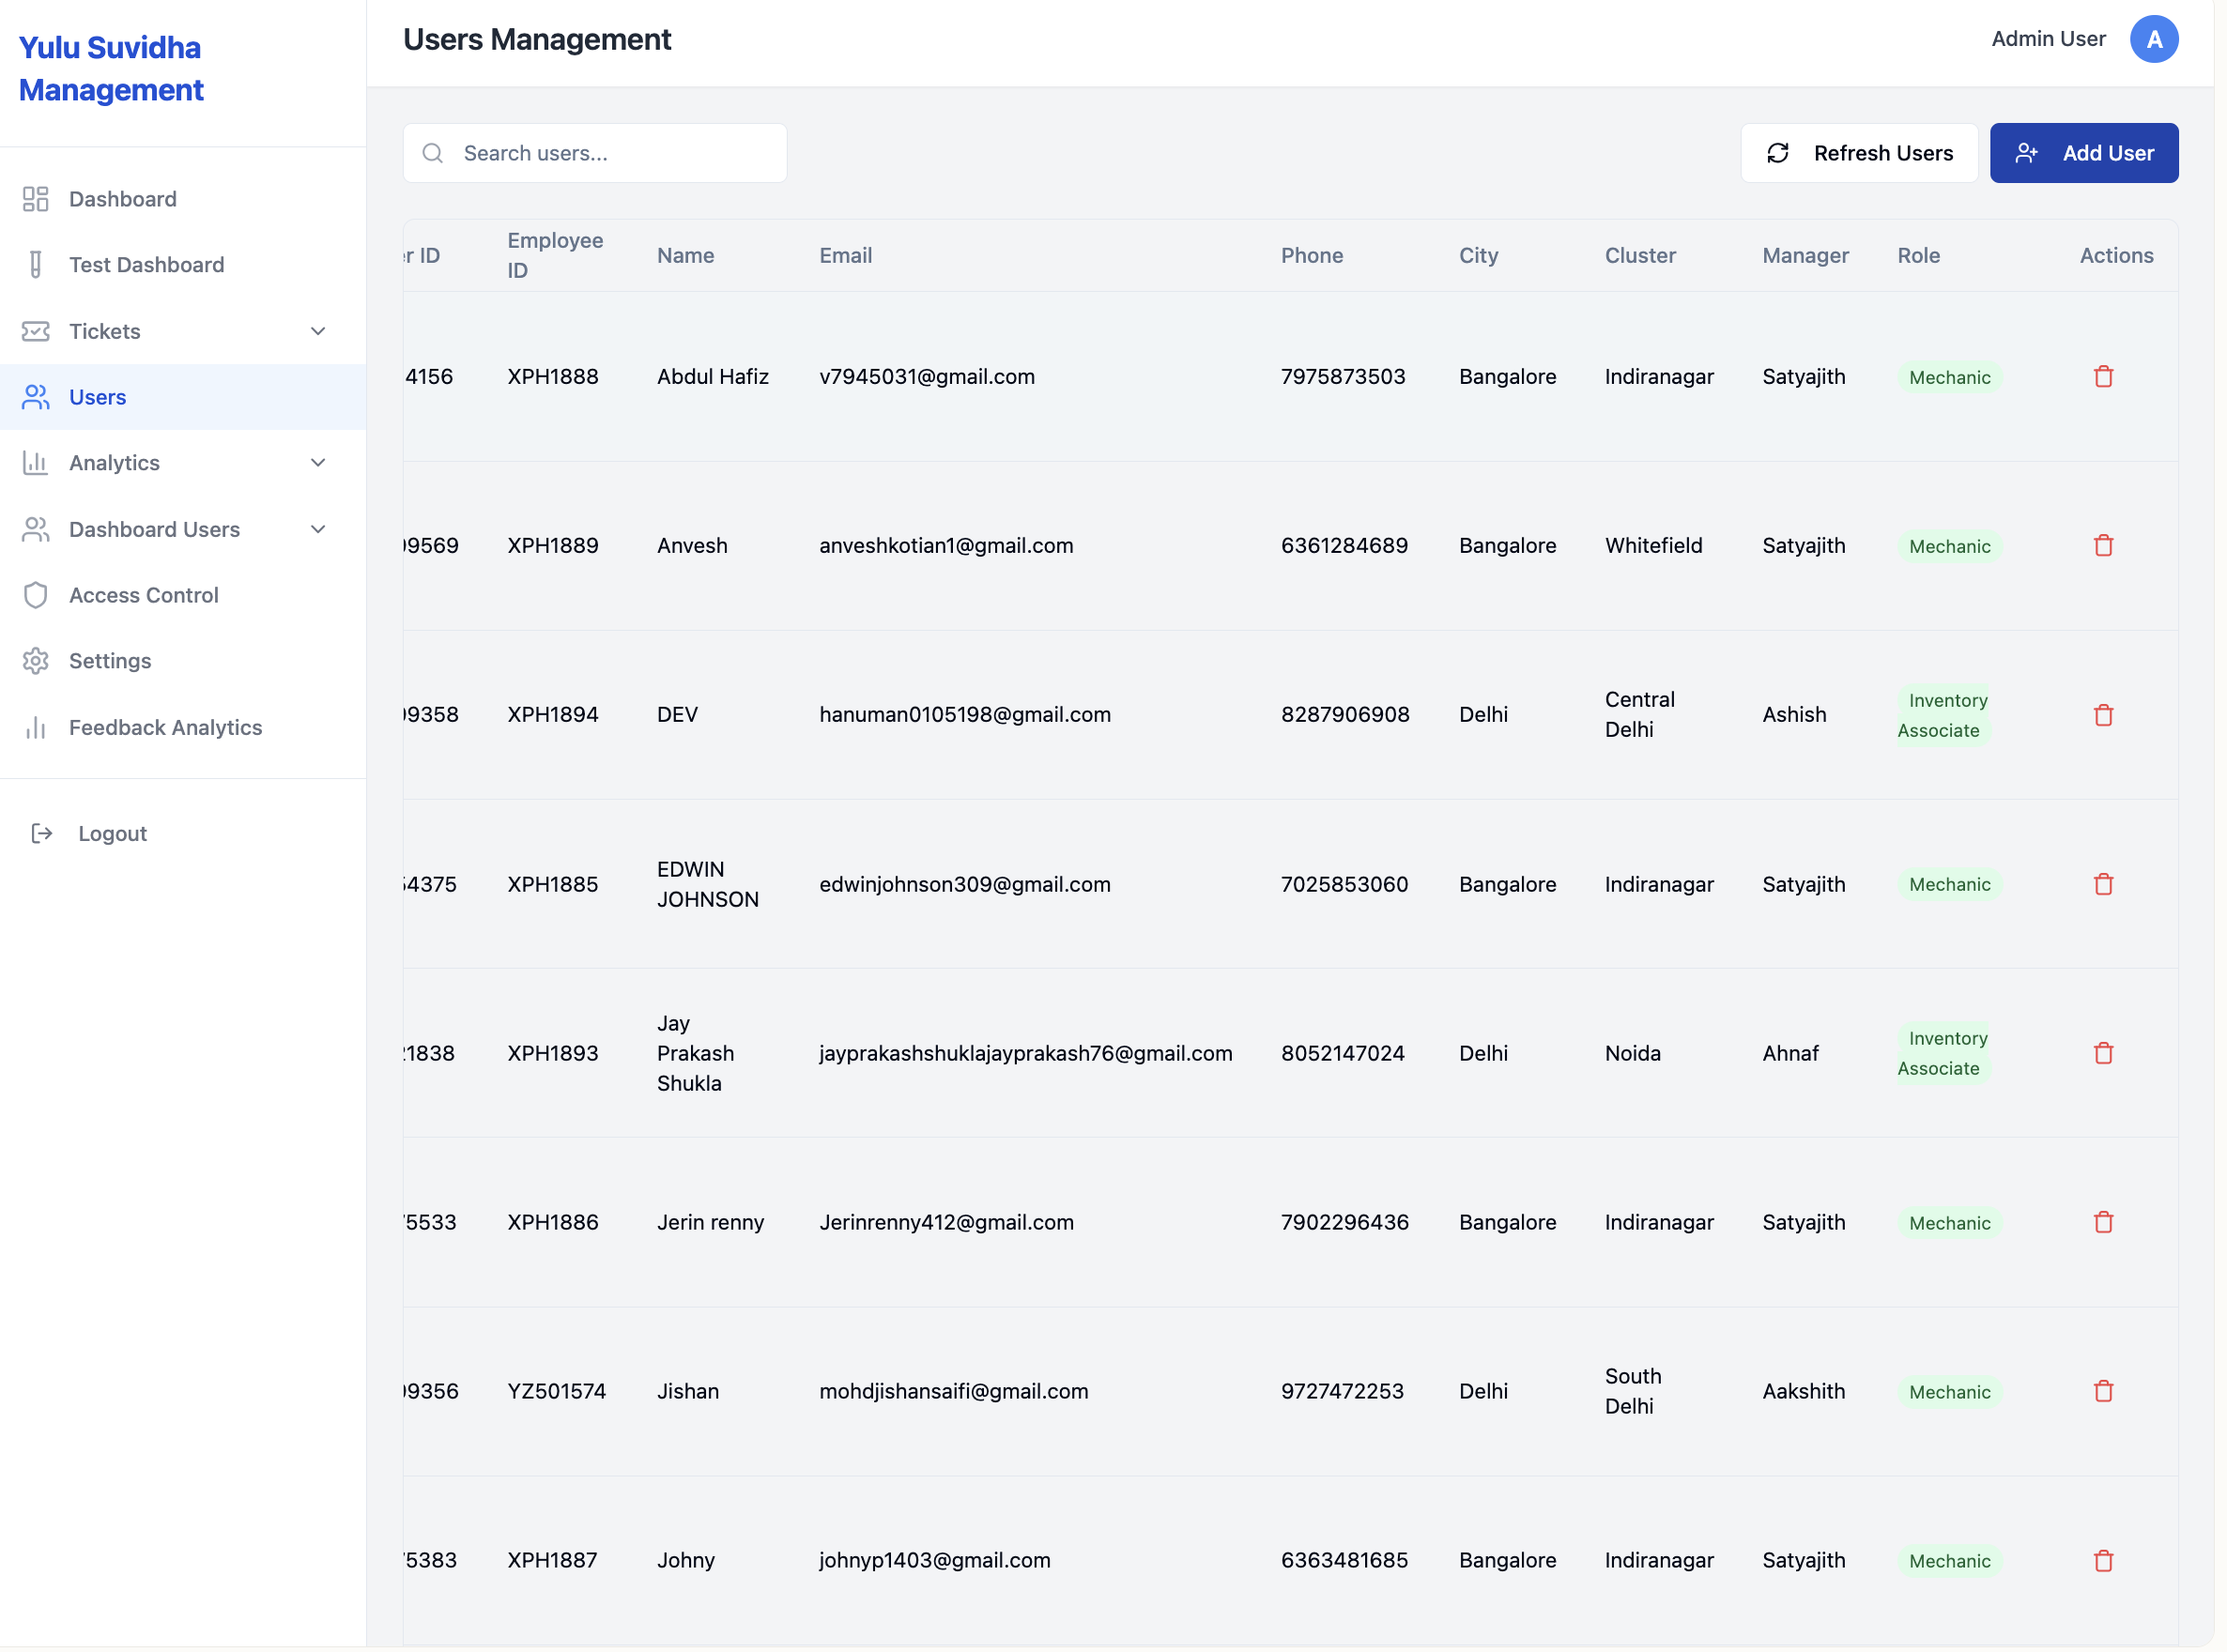 Yulu Suvidha
Management
Dashboard
Test Dashboard
Tickets
Users
Analytics
Dashboard Users
Access Control
Settings
Feedback Analytics
Logout
Users Management
Admin User A
Search users...
Refresh Users
Add User
ID Employee ID Name Email Phone City Cluster Manager Role Actions
4156 XPH1888 Abdul Hafiz v7945031@gmail.com 7975873503 Bangalore Indiranagar Satyajith Mechanic
9569 XPH1889 Anvesh anveshkotian1@gmail.com 6361284689 Bangalore Whitefield Satyajith Mechanic
9358 XPH1894 DEV hanuman0105198@gmail.com 8287906908 Delhi Central Delhi Ashish Inventory Associate
4375 XPH1885 EDWIN JOHNSON edwinjohnson309@gmail.com 7025853060 Bangalore Indiranagar Satyajith Mechanic
1838 XPH1893 Jay Prakash Shukla jayprakashshuklajayprakash76@gmail.com 8052147024 Delhi Noida Ahnaf Inventory Associate
5533 XPH1886 Jerin renny Jerinrenny412@gmail.com 7902296436 Bangalore Indiranagar Satyajith Mechanic
9356 YZ501574 Jishan mohdjishansaifi@gmail.com 9727472253 Delhi South Delhi Aakshith Mechanic
5383 XPH1887 Johny johnyp1403@gmail.com 6363481685 Bangalore Indiranagar Satyajith Mechanic